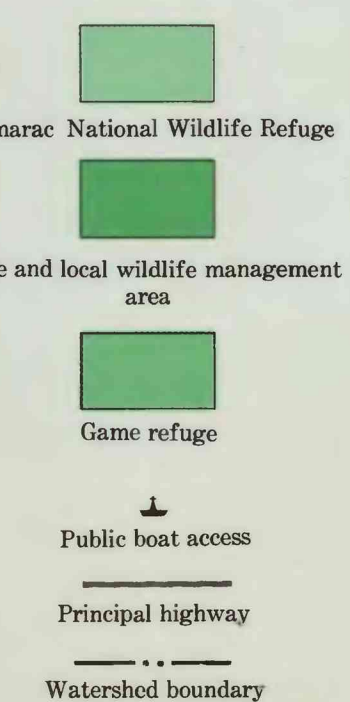 marac National Wildlife Refuge
e and local wildlife management
area
Game refuge
Public boat access
Principal highway
Watershed boundary